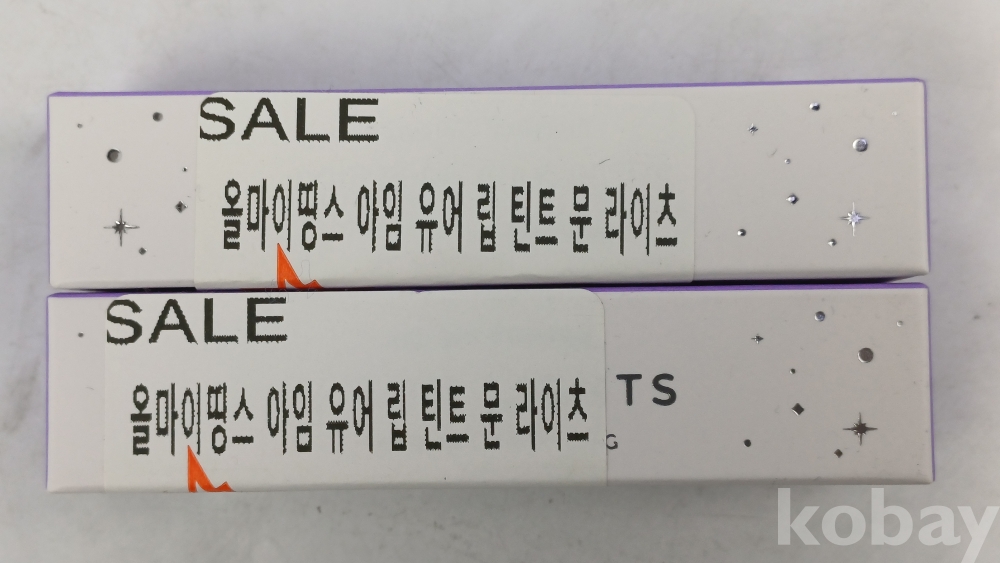 SALE
올마이띵스 아임 유어 립 틴트 문 라이츠
SALE
올마이띵스 아임 유어 립 틴트 문 라이츠
TS
G
kobay